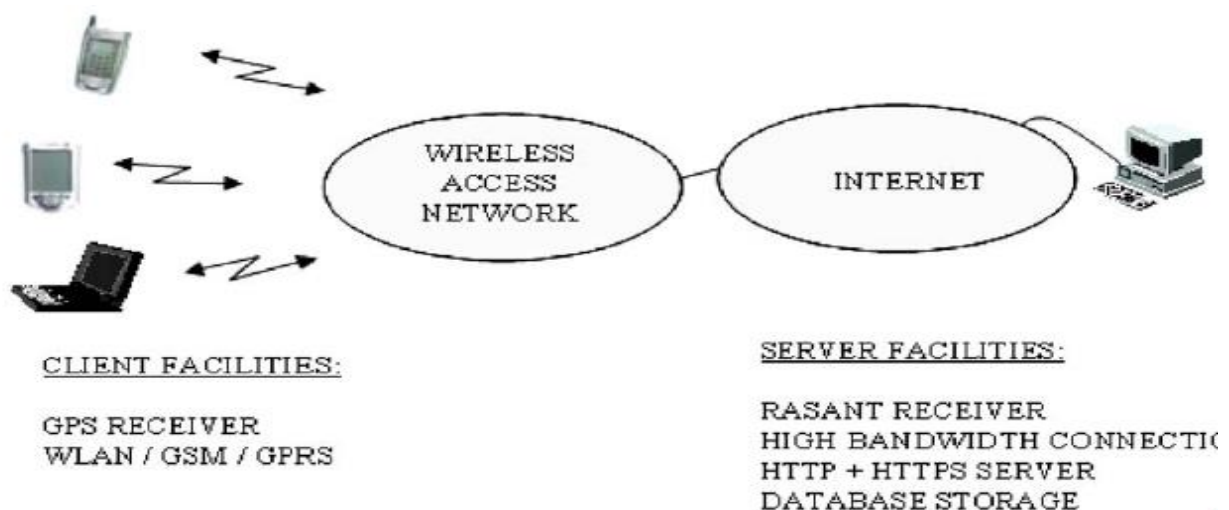 WIRELESS
ACCESS
NETWORK
INTERNET
CLIENT FACILITIES:
GPS RECEIVER
WLAN / GSM / GPRS
SERVER FACILITIES:
RASANT RECEIVER
HIGH BANDWIDTH CONNECTIO
HTTP + HTTPS SERVER
DATABASE STORAGE